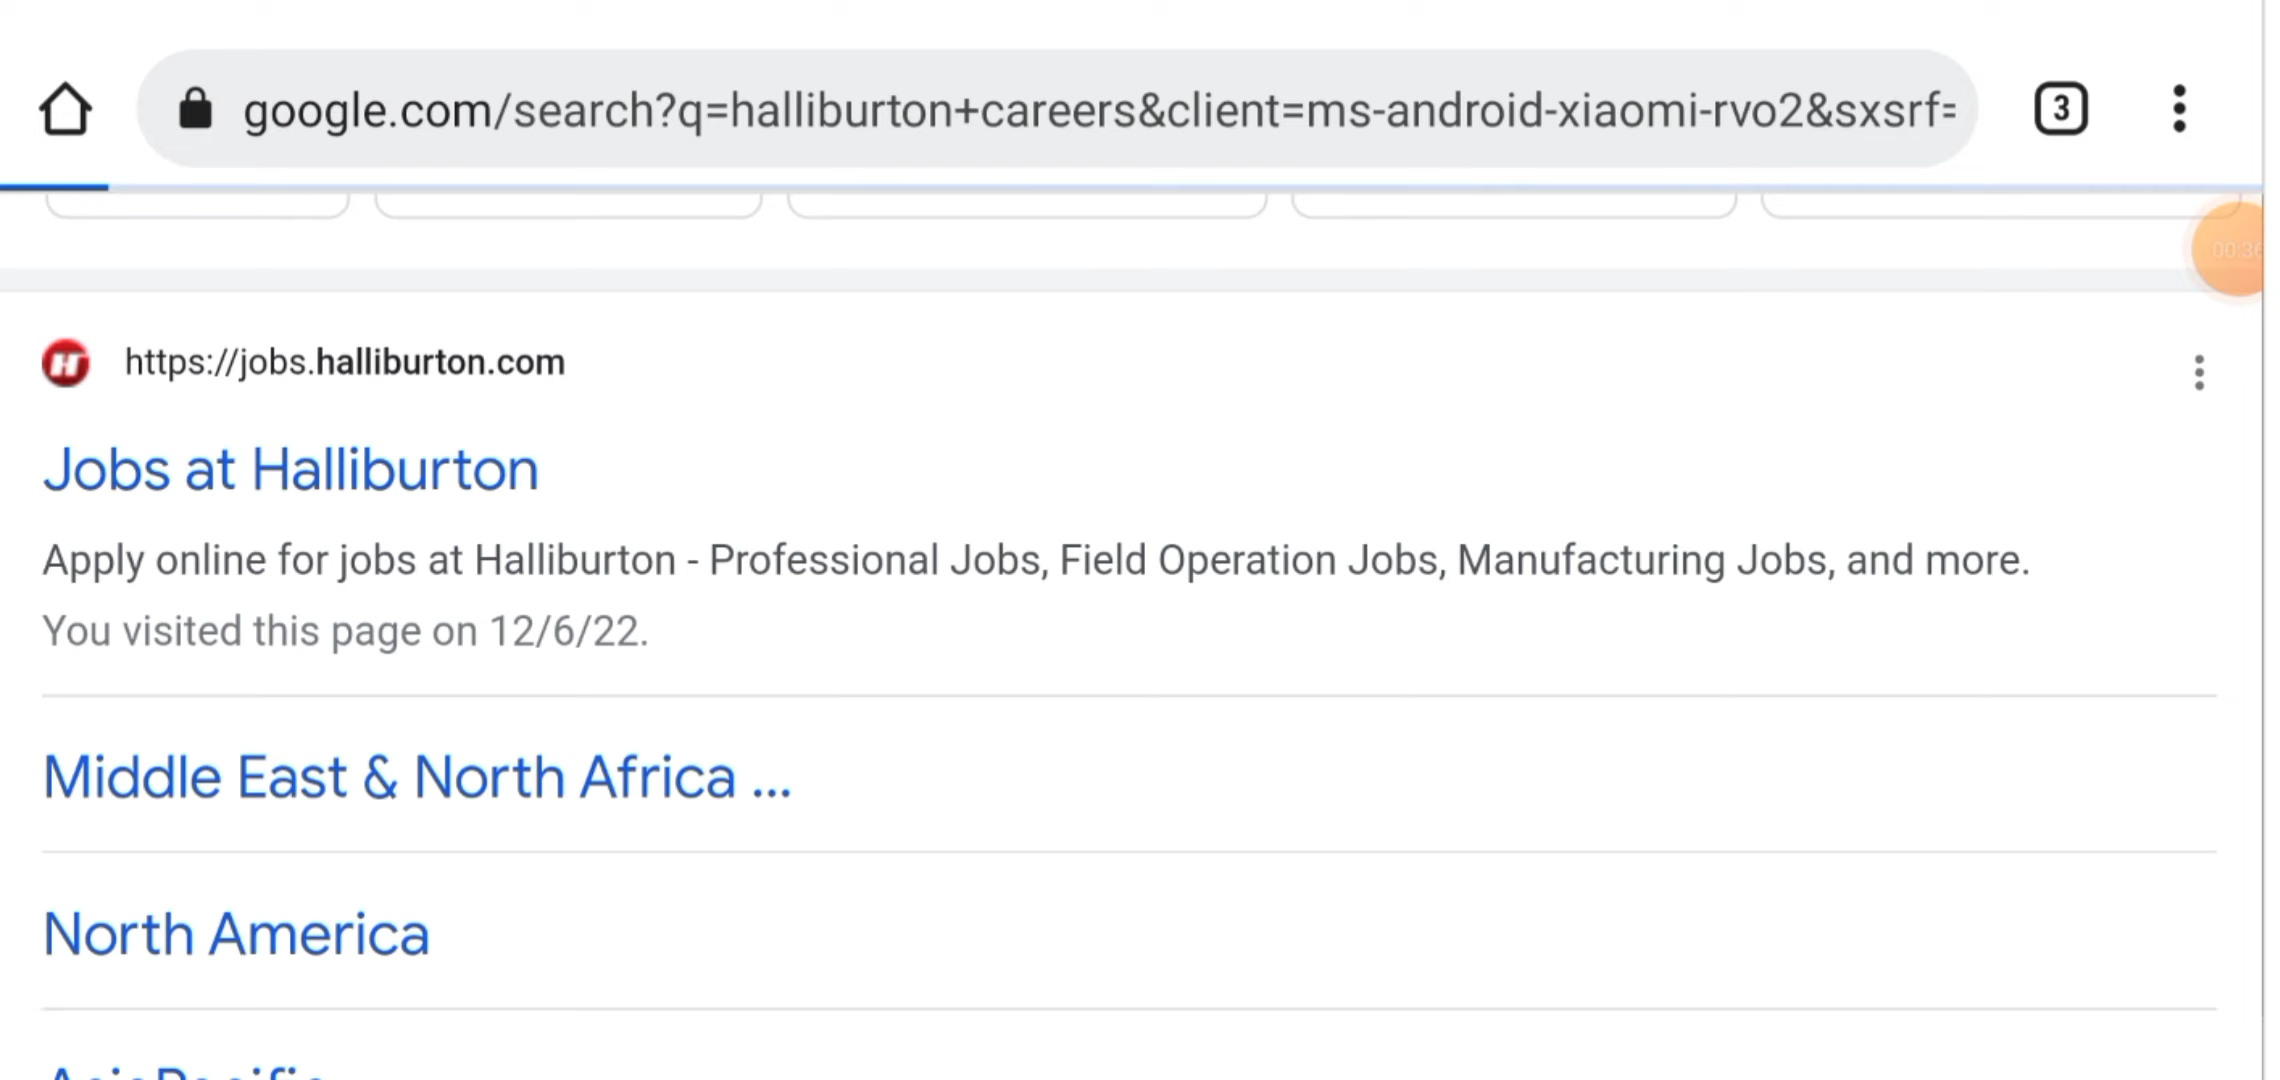 google.com/search?q=halliburton+careers&client=ms-android-xiaomi-rvo2&sxsrf=
3
https://jobs.halliburton.com
Jobs at Halliburton
Apply online for jobs at Halliburton - Professional Jobs, Field Operation Jobs, Manufacturing Jobs, and more.
You visited this page on 12/6/22.
Middle East & North Africa ...
North America